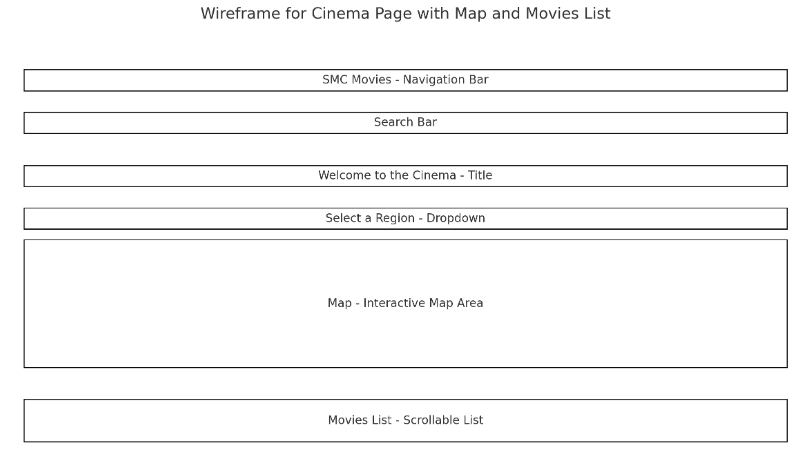 Wireframe for Cinema Page with Map and Movies List
SMC Movies - Navigation Bar
Search Bar
Welcome to the Cinema - Title
Select a Region - Dropdown
Map - Interactive Map Area
Movies List - Scrollable List